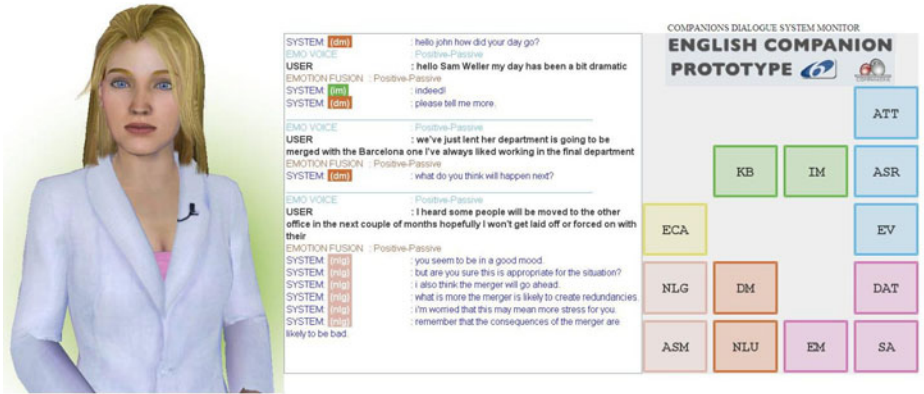 SYSTEM: (dm) : hello john how did your day go?
EMO VOICE : Positive-Passive
USER : hello Sam Weller my day has been a bit dramatic
EMOTION FUSION : Positive-Passive
SYSTEM: (im) : indeed!
SYSTEM: (dm) : please tell me more.
EMO VOICE : Positive-Passive
USER : we've just lent her department is going to be
merged with the Barcelona one I've always liked working in the final department
EMOTION FUSION : Positive-Passive
SYSTEM: (dm) : what do you think will happen next?
EMO VOICE : Positive-Passive
USER : I heard some people will be moved to the other
office in the next couple of months hopefully I won't get laid off or forced on with
their
EMOTION FUSION : Positive-Passive
SYSTEM: (nlg) : you seem to be in a good mood.
SYSTEM: (nlg) : but are you sure this is appropriate for the situation?
SYSTEM: (nlg) : i also think the merger will go ahead.
SYSTEM: (nlg) : what is more the merger is likely to create redundancies.
SYSTEM: (nlg) : i'm worried that this may mean more stress for you.
SYSTEM: (nlg) : remember that the consequences of the merger are
likely to be bad.
COMPANIONS DIALOGUE SYSTEM MONITOR
ENGLISH COMPANION
PROTOTYPE
ATT
KB IM ASR
ECA EV
NLG DM DAT
ASM NLU EM SA